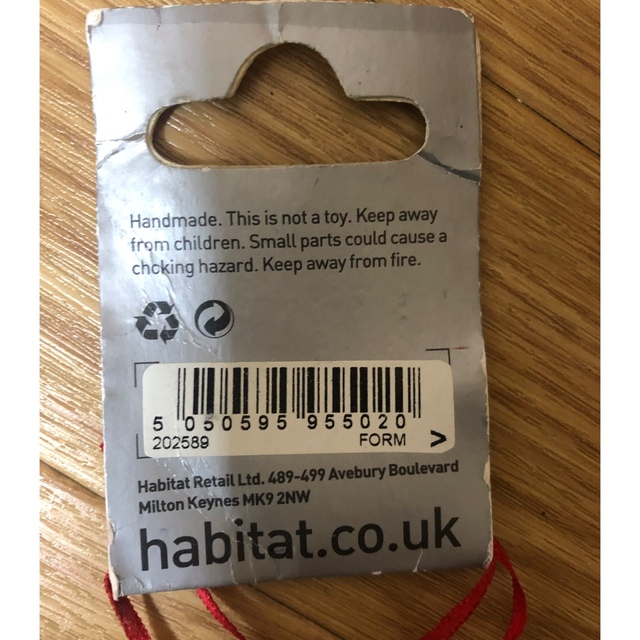 Handmade. This is not a toy. Keep away
from children. Small parts could cause a
choking hazard. Keep away from fire.
5 050595 955020 >
202589 FORM
Habitat Retail Ltd. 489-499 Avebury Boulevard
Milton Keynes MK9 2NW
habitat.co.uk